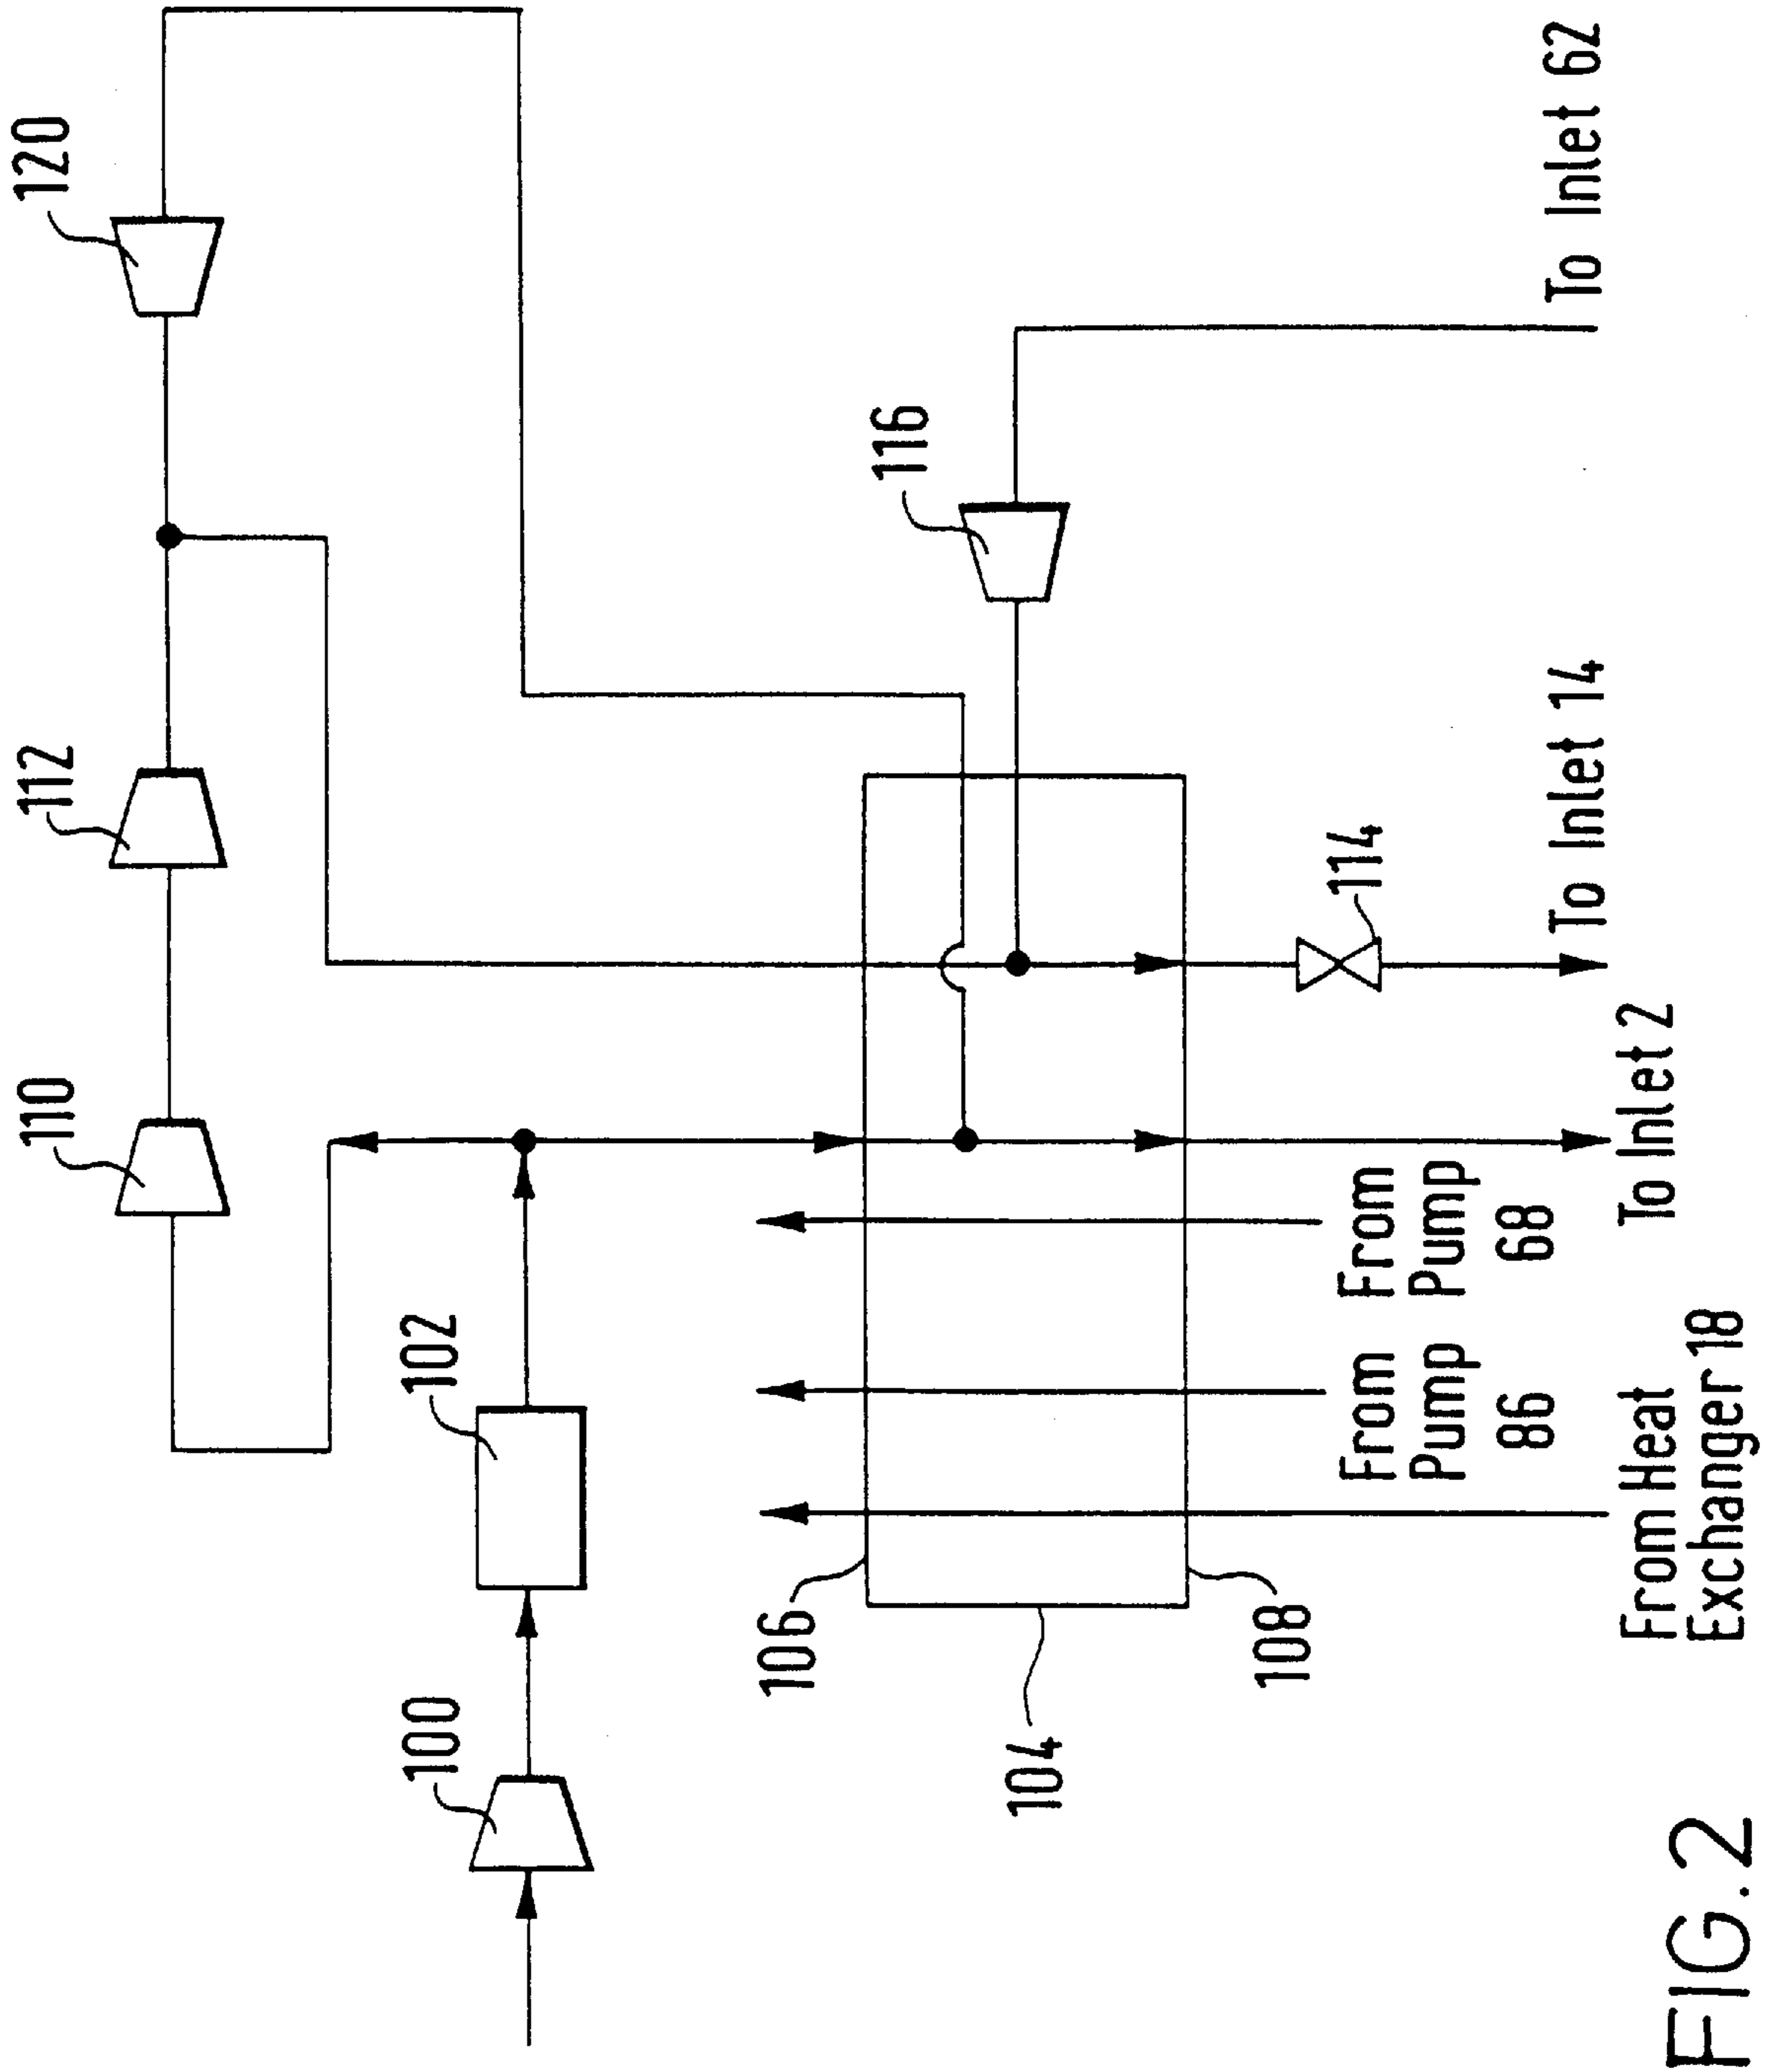 120
112
110
102
100
116
106
104
108
114
From
Pump
68
From
Pump
86
From Heat
Exchanger 18
To Inlet 2
To Inlet 14
To Inlet 62
FIG.2